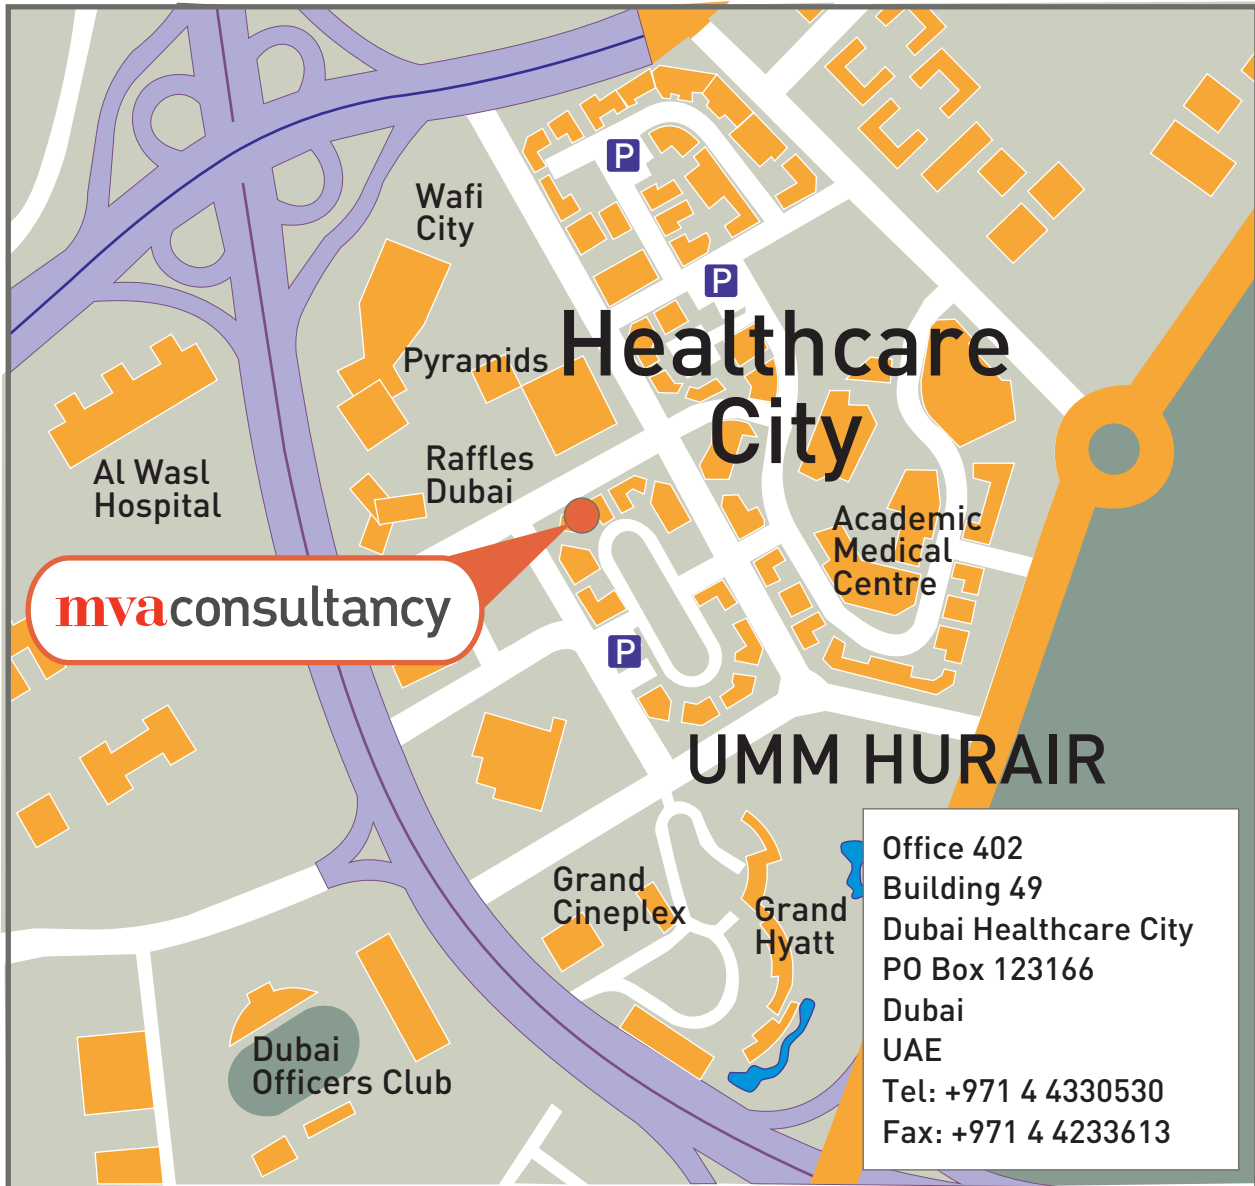 P
Wafi
City
P
Healthcare
City
Pyramids
Raffles
Dubai
Al Wasl
Hospital
Academic
Medical
Centre
mvaconsultancy
P
UMM HURAIR
Grand
Cineplex
Grand
Hyatt
Dubai
Officers Club
Office 402
Building 49
Dubai Healthcare City
PO Box 123166
Dubai
UAE
Tel: +971 4 4330530
Fax: +971 4 4233613